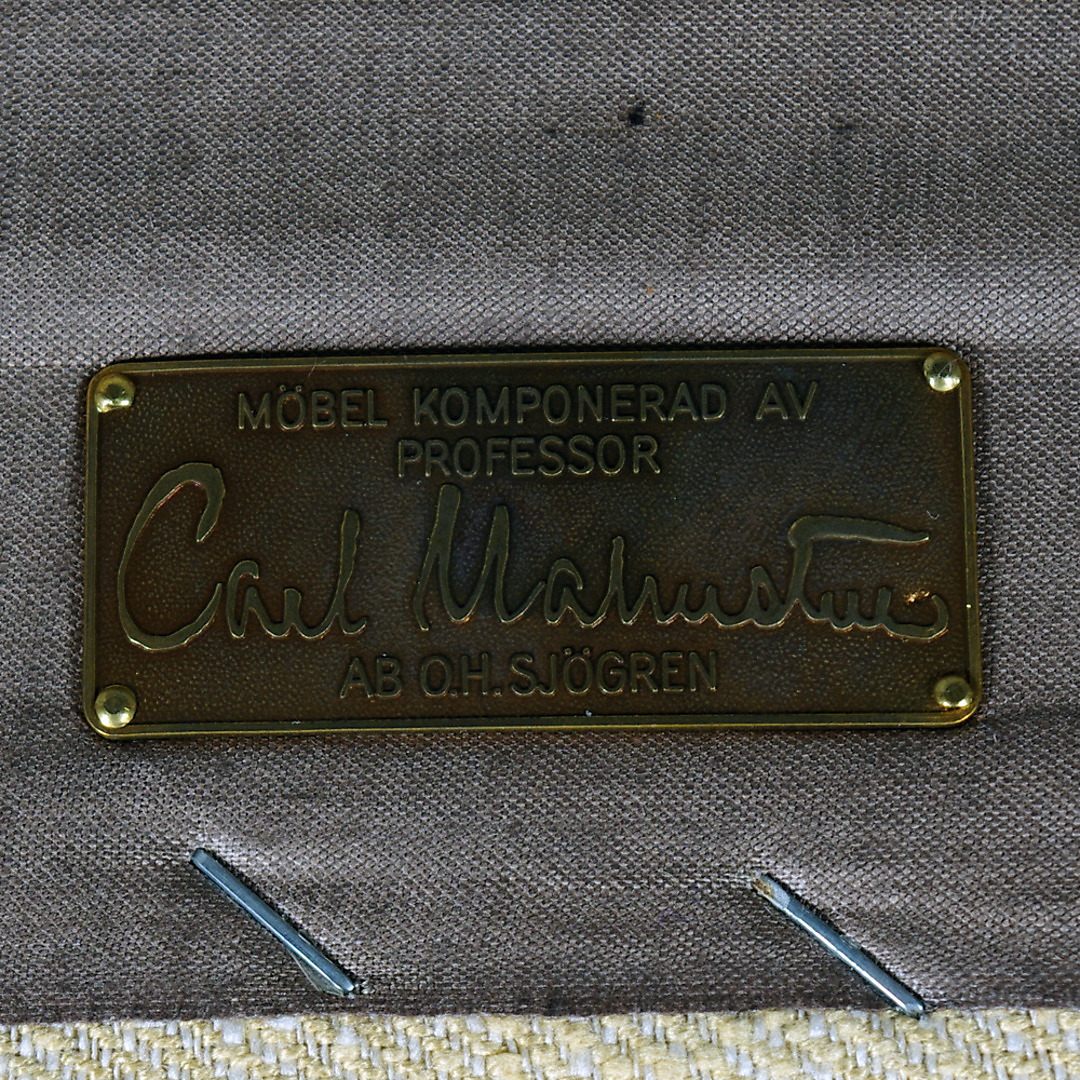 MÖBEL KOMPONERAD AV
PROFESSOR
Carl Malmsten
AB O.H. SJÖGREN